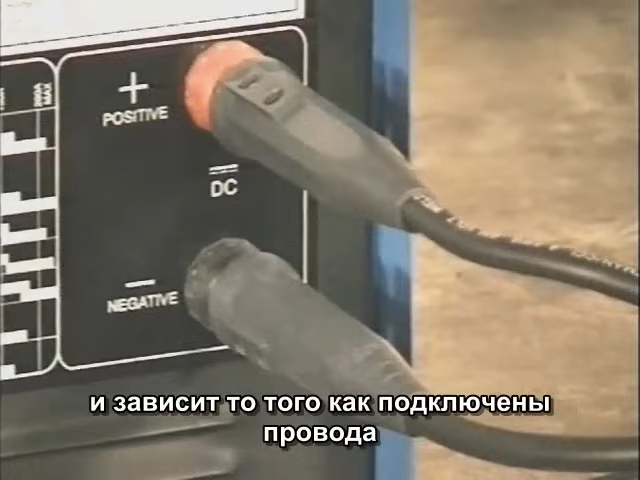 +
POSITIVE
DC
NEGATIVE
и зависит то того как подключены
провода